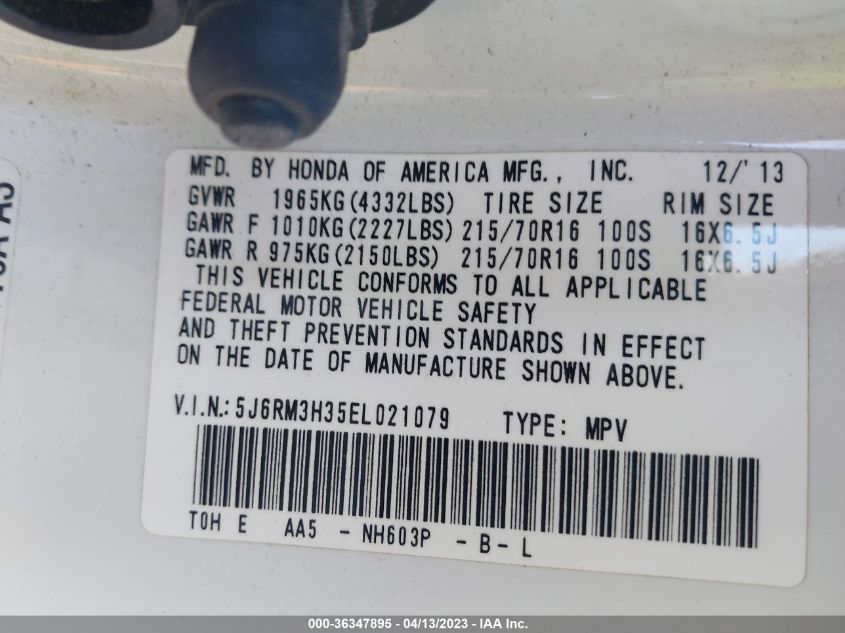 MFD. BY HONDA OF AMERICA MFG., INC. 12/'13
GVWR 1965KG(4332LBS) TIRE SIZE RIM SIZE
GAWR F 1010KG(2227LBS) 215/70R16 100S 16X6.5J
GAWR R 975KG(2150LBS) 215/70R16 100S 16X6.5J
THIS VEHICLE CONFORMS TO ALL APPLICABLE
FEDERAL MOTOR VEHICLE SAFETY
AND THEFT PREVENTION STANDARDS IN EFFECT
ON THE DATE OF MANUFACTURE SHOWN ABOVE.
V.I.N.: 5J6RM3H35EL021079 TYPE: MPV
TOH E AA5 - NH603P - B - L
000-36347895 - 04/13/2023 - IAA Inc.